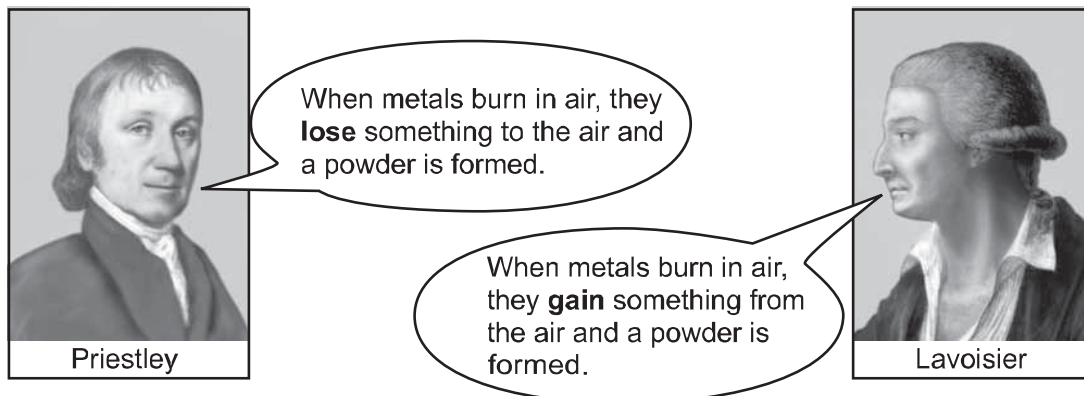 When metals burn in air, they
lose something to the air and
a powder is formed.
Priestley
When metals burn in air,
they gain something from
the air and a powder is
formed.
Lavoisier